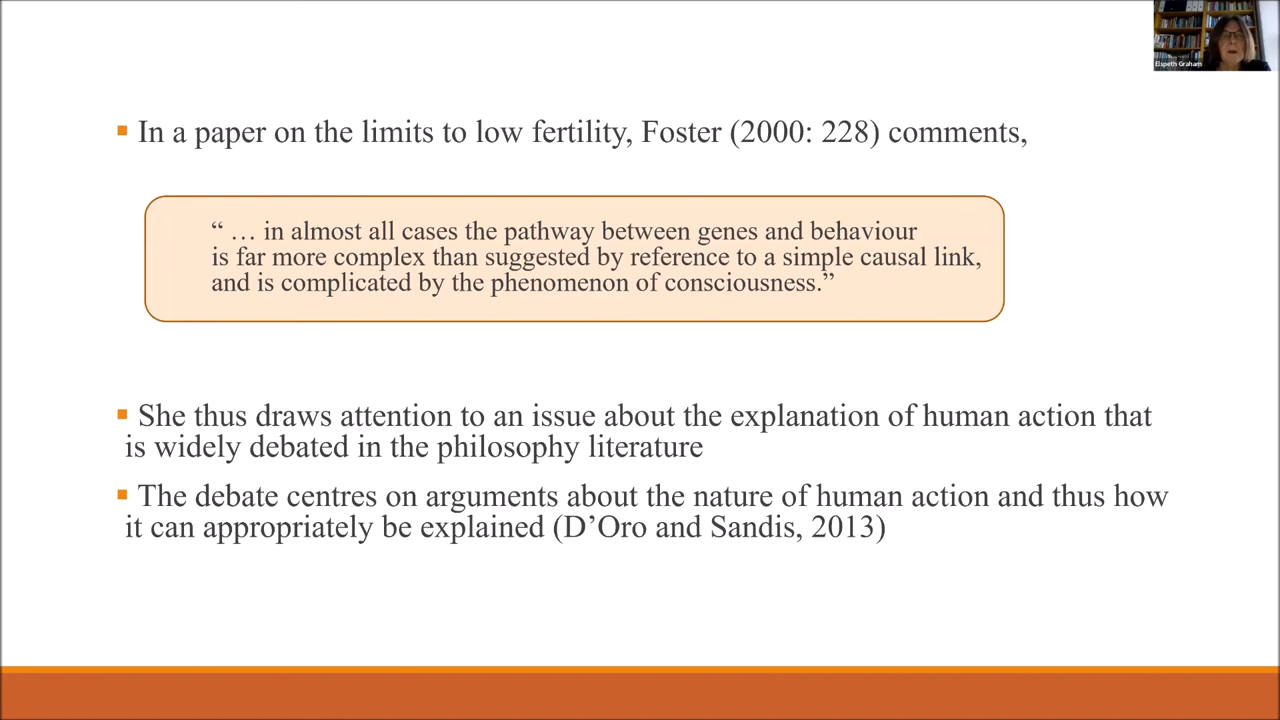 Elspeth Graham
▪ In a paper on the limits to low fertility, Foster (2000: 228) comments,
“ … in almost all cases the pathway between genes and behaviour
is far more complex than suggested by reference to a simple causal link,
and is complicated by the phenomenon of consciousness.”
▪ She thus draws attention to an issue about the explanation of human action that
is widely debated in the philosophy literature
▪ The debate centres on arguments about the nature of human action and thus how
it can appropriately be explained (D’Oro and Sandis, 2013)